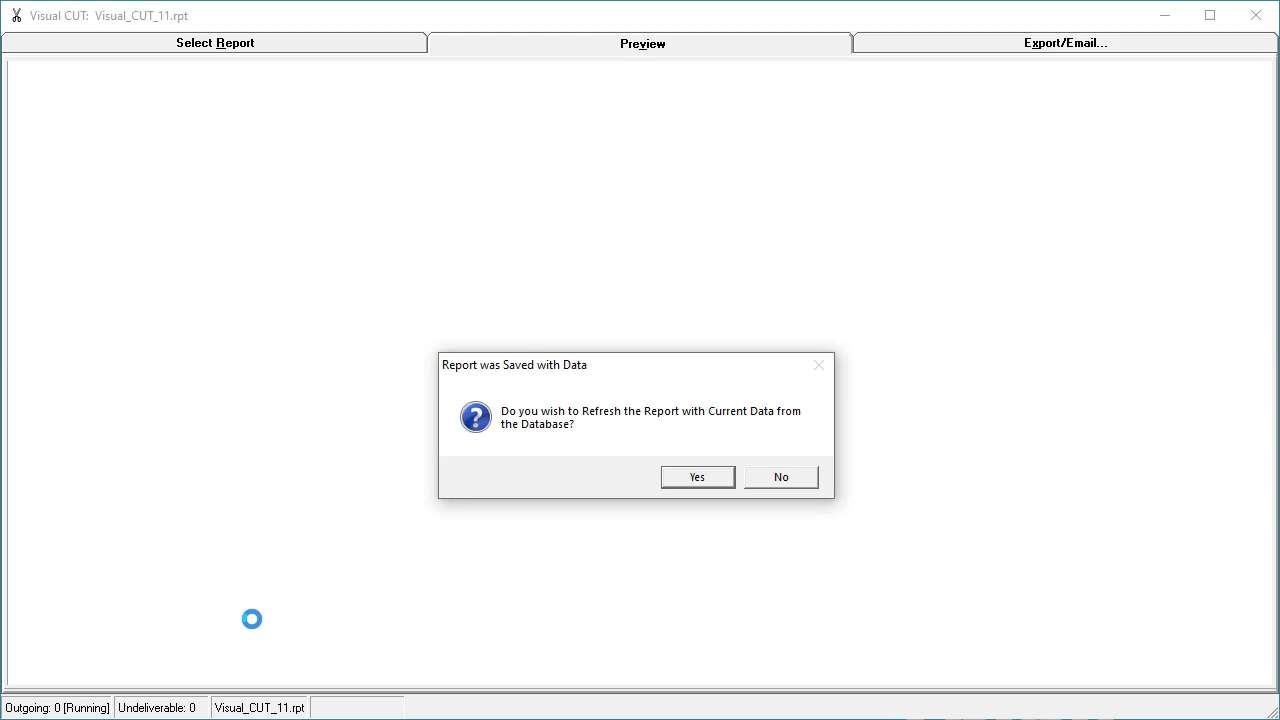 Visual CUT:  Visual_CUT_11.rpt
Select Report
Preview
Export/Email...
Report was Saved with Data
Do you wish to Refresh the Report with Current Data from
the Database?
Yes
No
Outgoing: 0 [Running]
Undeliverable: 0
Visual_CUT_11.rpt